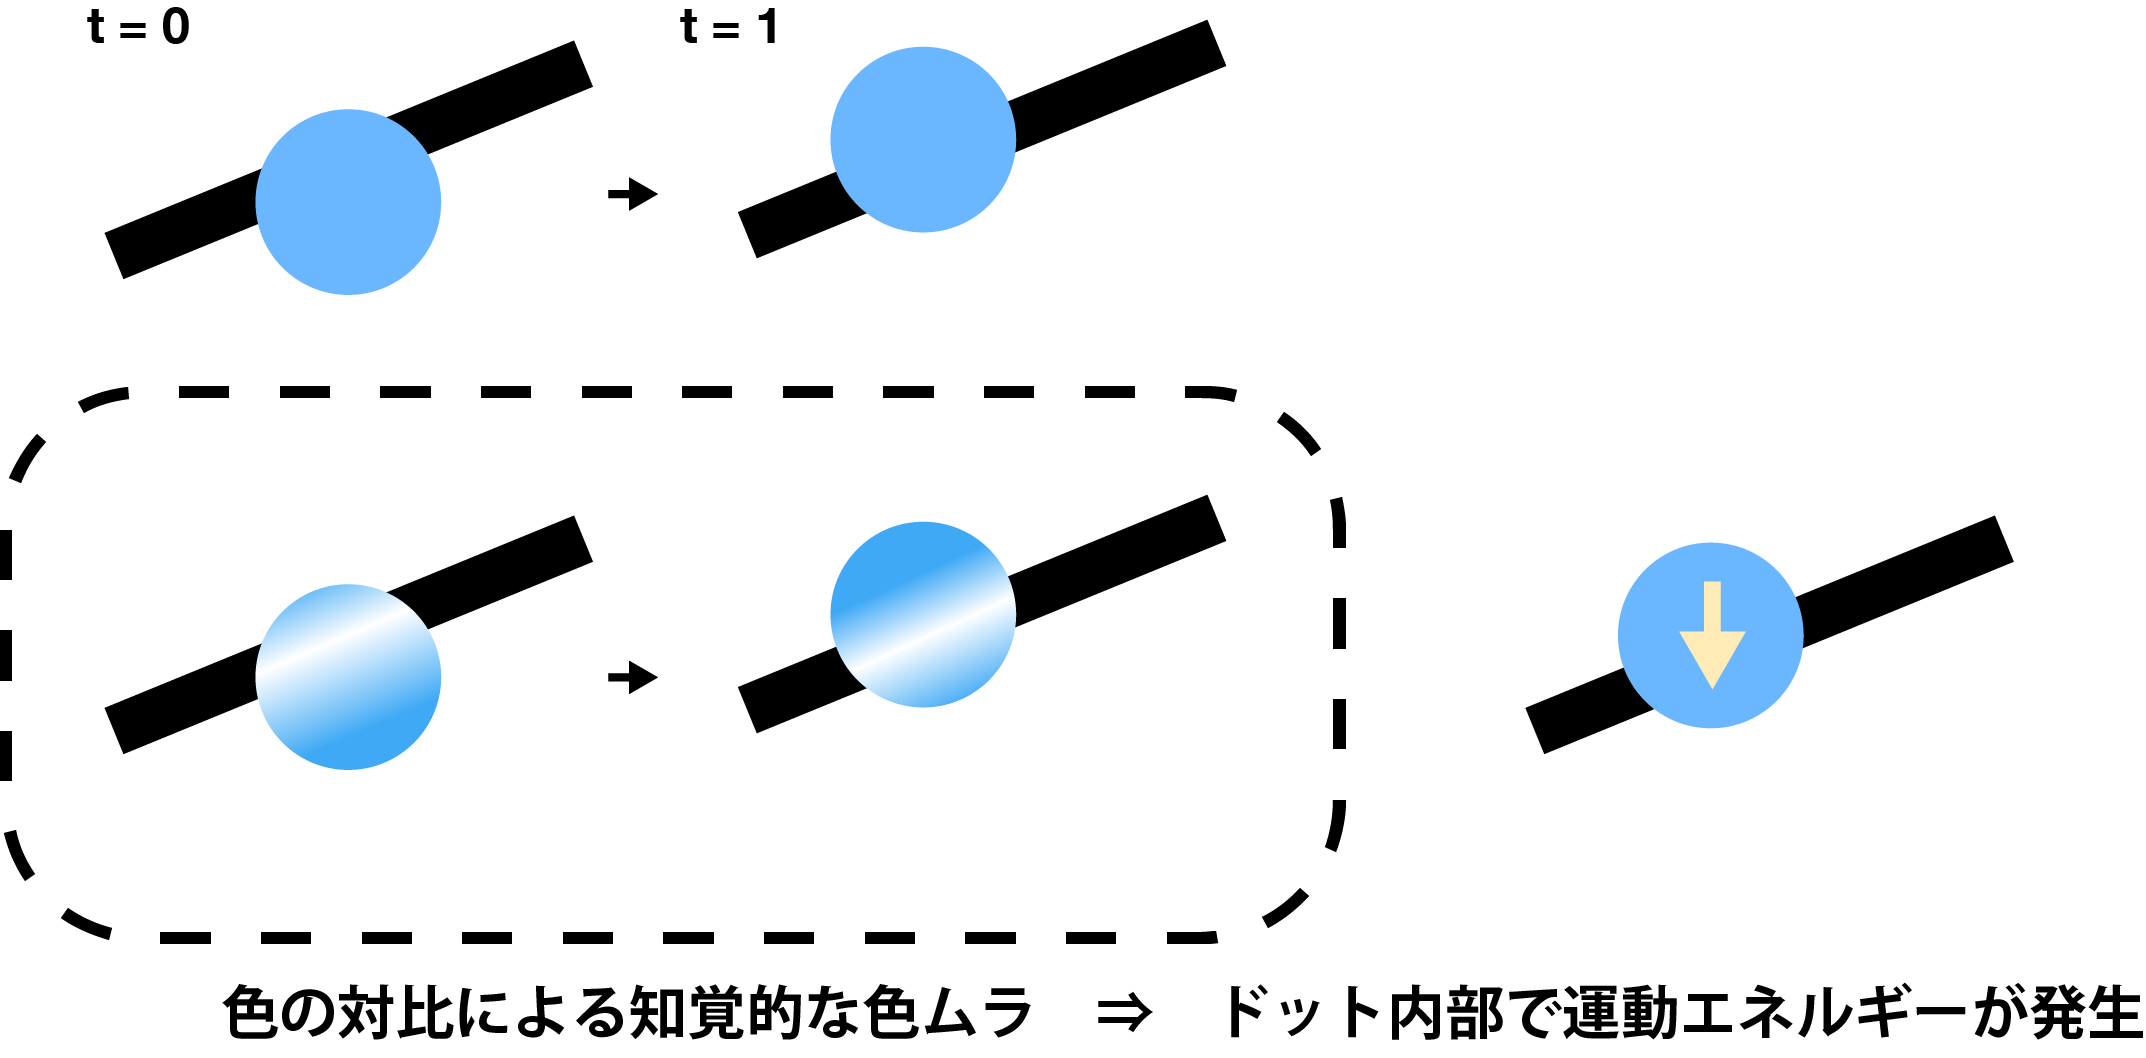 t = 0
t = 1
色の対比による知覚的な色ムラ ⇒ ドット内部で運動エネルギーが発生